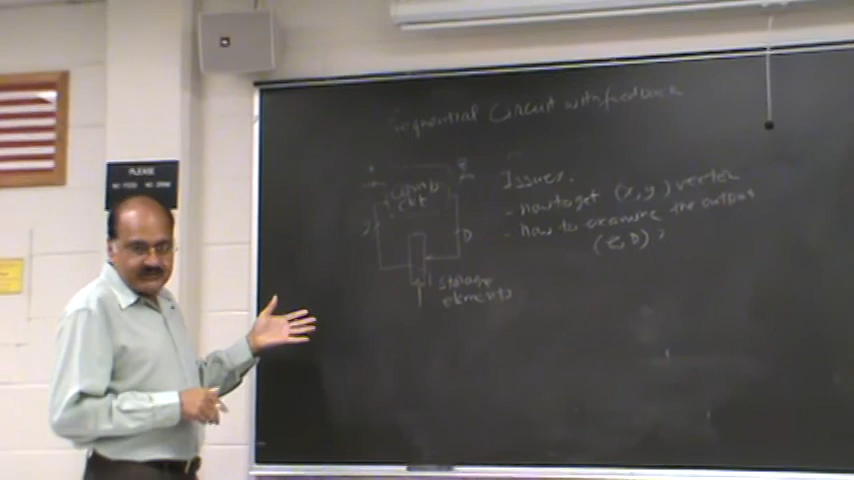 PLEASE
NO FOOD NO DRINK
Sequential Circuit with feedback
x
z
Comb
ckt
y
D
storage
elements
Issues.
- how to get (x, y) vector
- how to examine the output
(z, D) ?